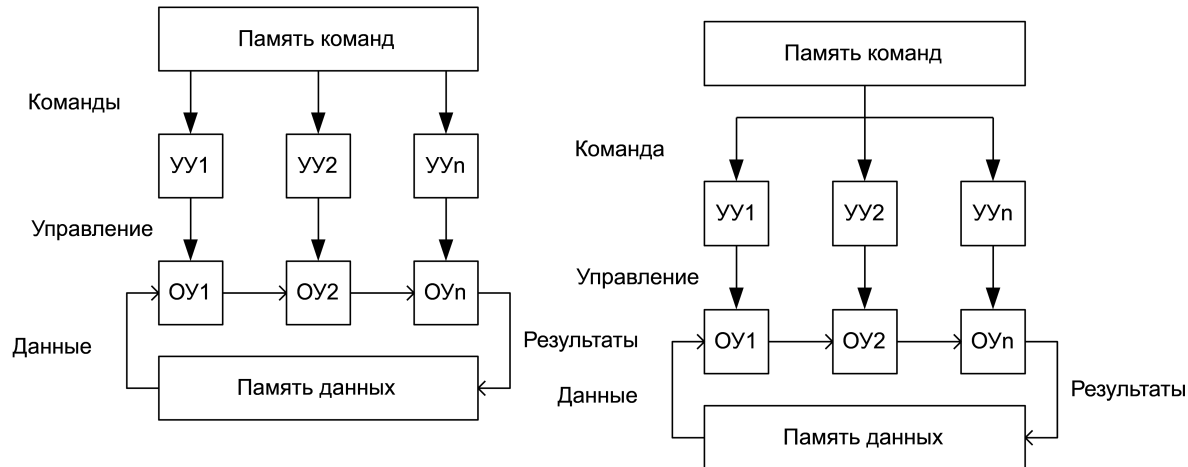 Память команд
Команды
УУ1
УУ2
УУn
Управление
ОУ1
ОУ2
ОУn
Данные
Результаты
Память данных
Память команд
Команда
УУ1
УУ2
УУn
Управление
ОУ1
ОУ2
ОУn
Данные
Результаты
Память данных